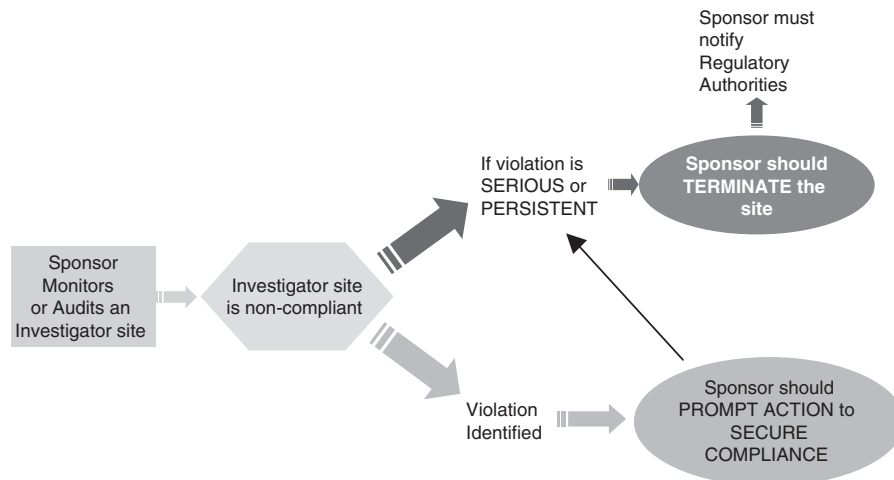 Sponsor
Monitors
or Audits an
Investigator site
Investigator site
is non-compliant
If violation is
SERIOUS or
PERSISTENT
Sponsor should
TERMINATE the
site
Sponsor must
notify
Regulatory
Authorities
Violation
Identified
Sponsor should
PROMPT ACTION to
SECURE
COMPLIANCE